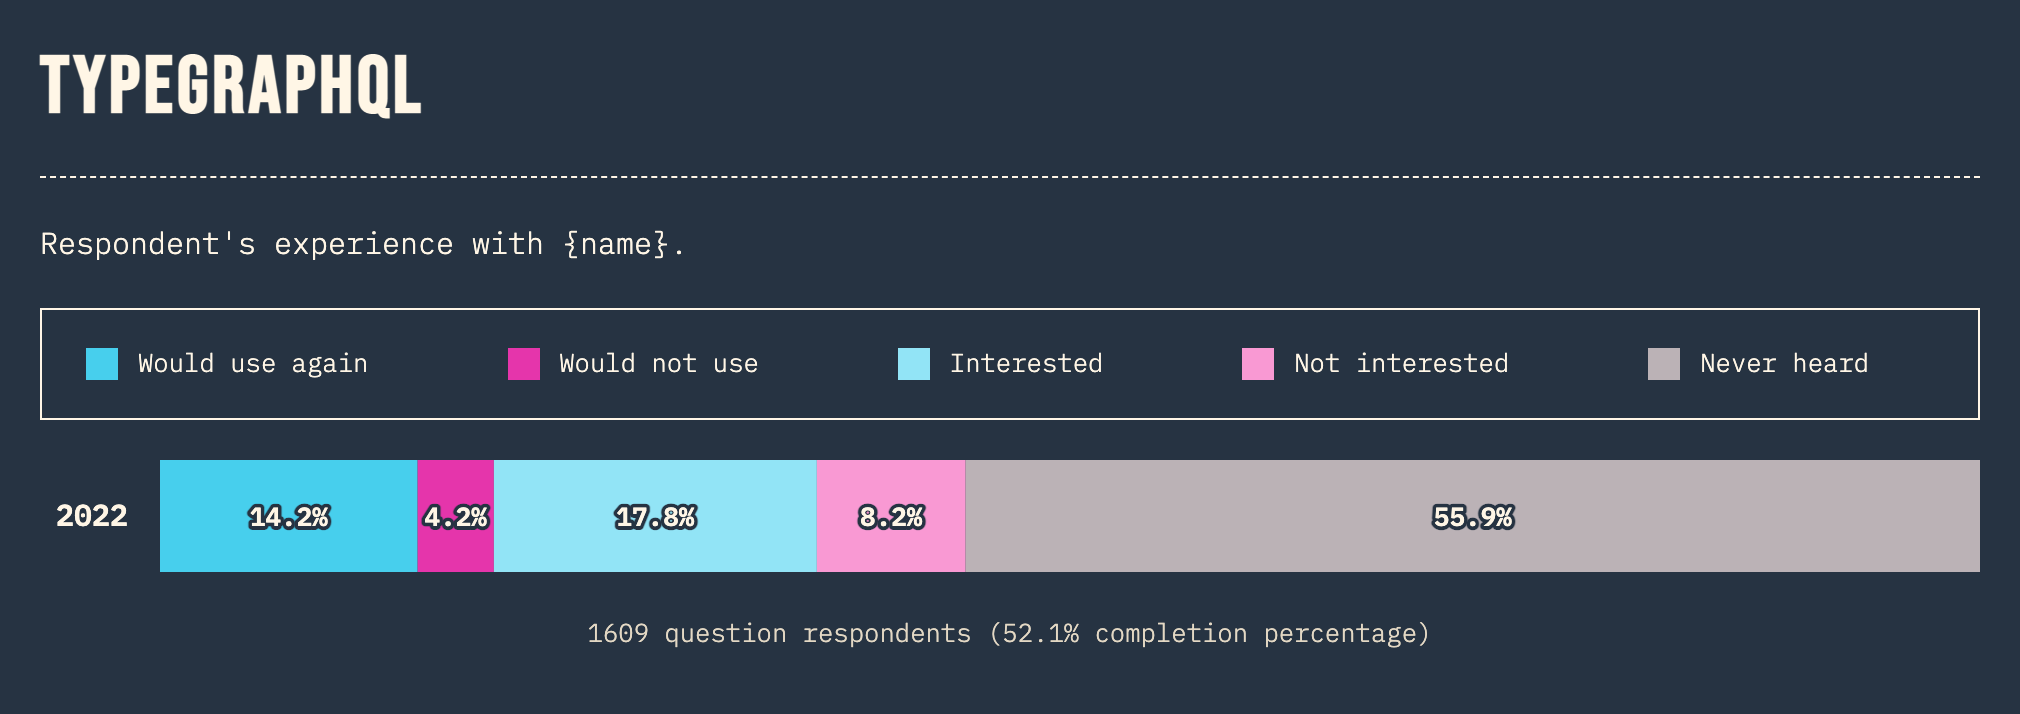 TYPEGRAPHQL
Respondent's experience with {name}.
Would use again Would not use Interested Not interested Never heard
2022 14.2% 4.2% 17.8% 8.2% 55.9%
1609 question respondents (52.1% completion percentage)